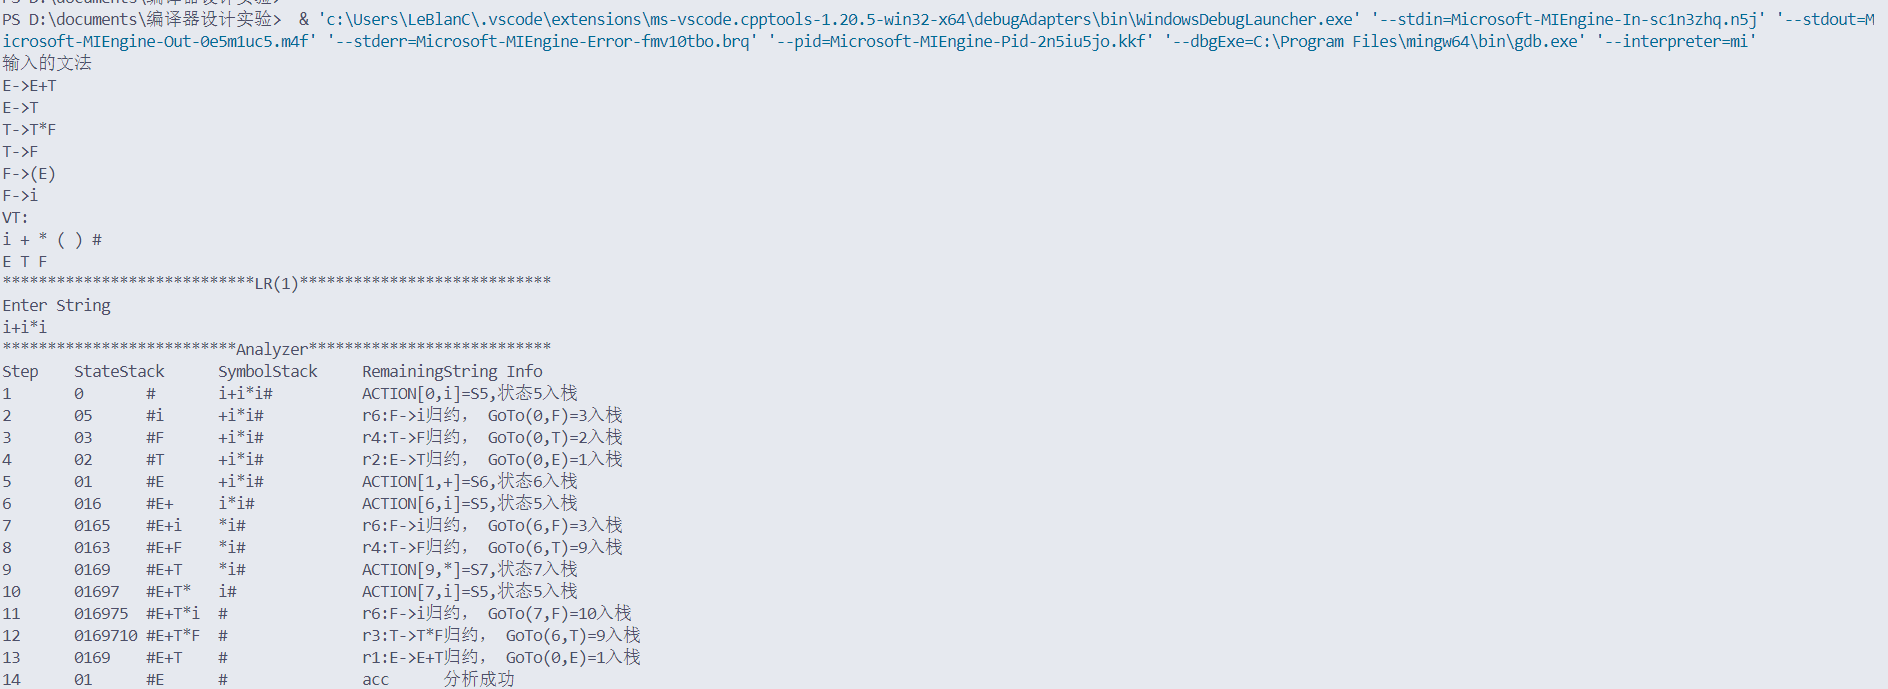 PS D:\documents\编译器设计实验>
PS D:\documents\编译器设计实验>  & 'c:\Users\LeBlanC\.vscode\extensions\ms-vscode.cpptools-1.20.5-win32-x64\debugAdapters\bin\WindowsDebugLauncher.exe' '--stdin=Microsoft-MIEngine-In-sc1n3zhq.n5j' '--stdout=M
icrosoft-MIEngine-Out-0e5m1uc5.m4f' '--stderr=Microsoft-MIEngine-Error-fmv10tbo.brq' '--pid=Microsoft-MIEngine-Pid-2n5iu5jo.kkf' '--dbgExe=C:\Program Files\mingw64\bin\gdb.exe' '--interpreter=mi'
输入的文法
E->E+T
E->T
T->T*F
T->F
F->(E)
F->i
VT:
i + * ( ) #
E T F
****************************LR(1)****************************
Enter String
i+i*i
**************************Analyzer***************************
Step    StateStack      SymbolStack     RemainingString Info
1       0       #       i+i*i#          ACTION[0,i]=S5,状态5入栈
2       05      #i      +i*i#           r6:F->i归约， GoTo(0,F)=3入栈
3       03      #F      +i*i#           r4:T->F归约， GoTo(0,T)=2入栈
4       02      #T      +i*i#           r2:E->T归约， GoTo(0,E)=1入栈
5       01      #E      +i*i#           ACTION[1,+]=S6,状态6入栈
6       016     #E+     i*i#            ACTION[6,i]=S5,状态5入栈
7       0165    #E+i    *i#             r6:F->i归约， GoTo(6,F)=3入栈
8       0163    #E+F    *i#             r4:T->F归约， GoTo(6,T)=9入栈
9       0169    #E+T    *i#             ACTION[9,*]=S7,状态7入栈
10      01697   #E+T*   i#              ACTION[7,i]=S5,状态5入栈
11      016975  #E+T*i  #               r6:F->i归约， GoTo(7,F)=10入栈
12      0169710 #E+T*F  #               r3:T->T*F归约， GoTo(6,T)=9入栈
13      0169    #E+T    #               r1:E->E+T归约， GoTo(0,E)=1入栈
14      01      #E      #               acc      分析成功